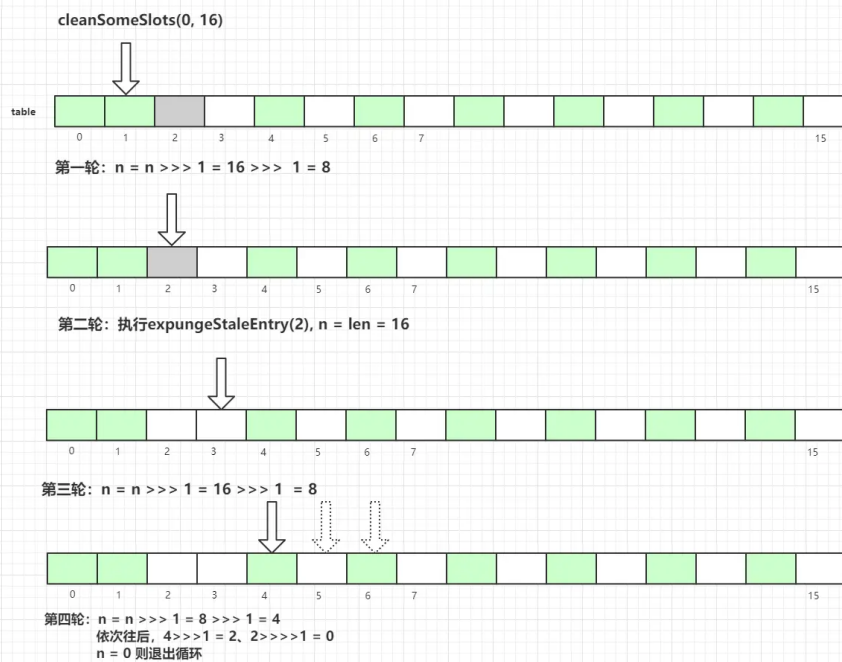 cleanSomeSlots(0, 16)
table
0 1 2 3 4 5 6 7 15
第一轮：n = n >>> 1 = 16 >>> 1 = 8
0 1 2 3 4 5 6 7 15
第二轮：执行expungeStaleEntry(2), n = len = 16
0 1 2 3 4 5 6 7 15
第三轮：n = n >>> 1 = 16 >>> 1 = 8
0 1 2 3 4 5 6 7 15
第四轮：n = n >>> 1 = 8 >>> 1 = 4
依次往后，4>>>1 = 2、2>>>>1 = 0
n = 0 则退出循环